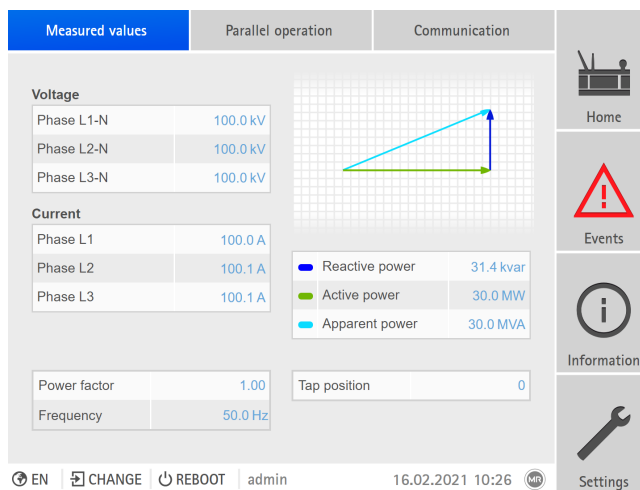 Measured values Parallel operation Communication
Voltage
Phase L1-N 100.0 kV
Phase L2-N 100.0 kV
Phase L3-N 100.0 kV
Current
Phase L1 100.0 A
Phase L2 100.1 A
Phase L3 100.1 A
Reactive power 31.4 kvar
Active power 30.0 MW
Apparent power 30.0 MVA
Power factor 1.00
Frequency 50.0 Hz
Tap position 0
Home
Events
Information
Settings
EN CHANGE REBOOT admin 16.02.2021 10:26 MR